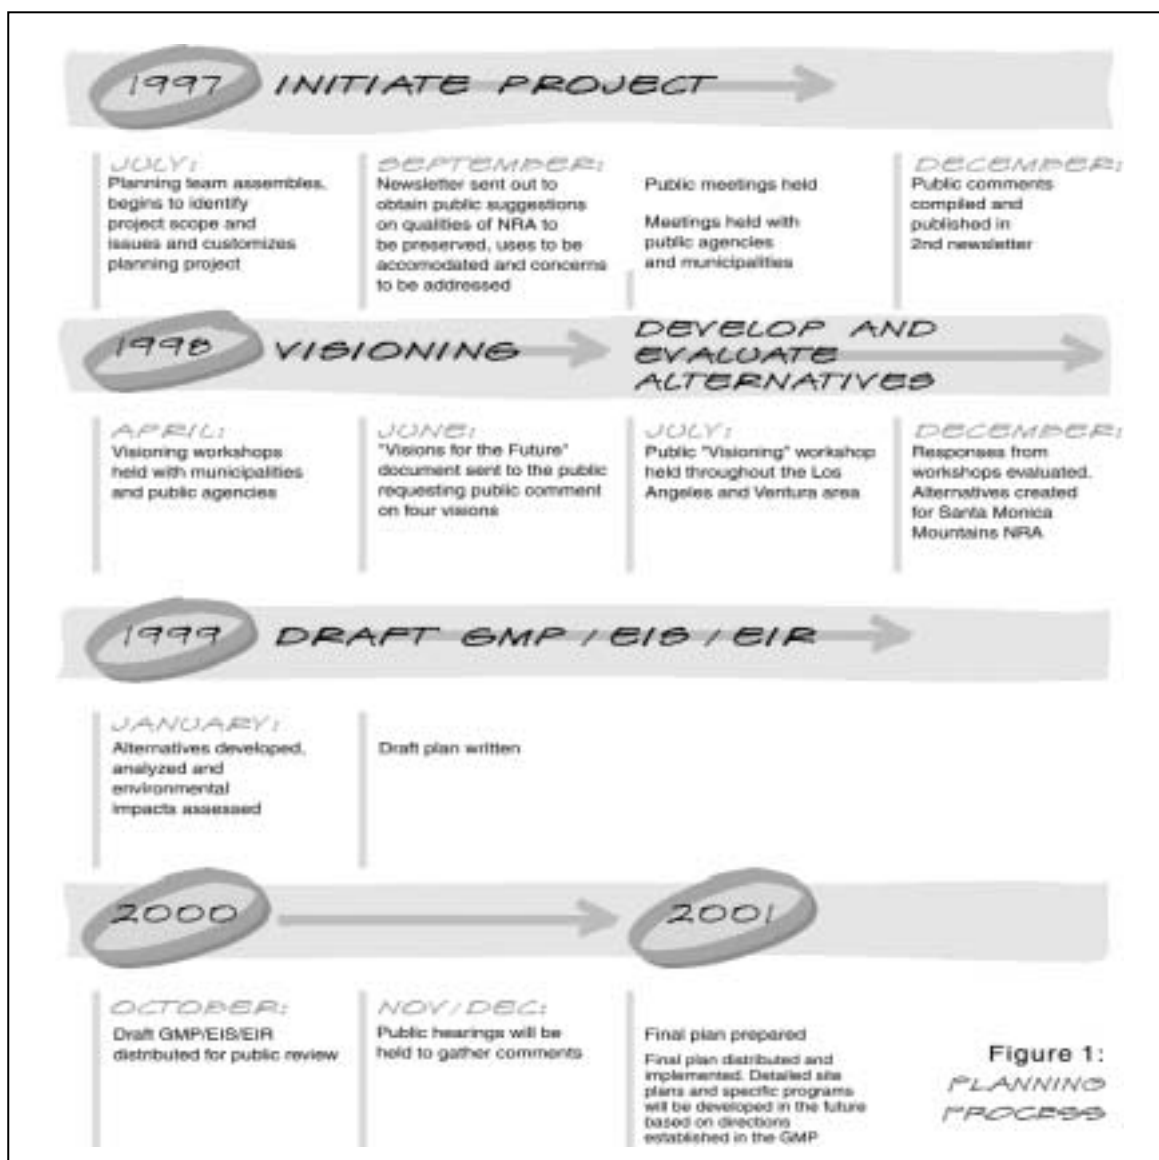 1997 INITIATE PROJECT
JULY:
Planning team assembles,
begins to identify
project scope and
issues and customizes
planning project
SEPTEMBER:
Newsletter sent out to
obtain public suggestions
on qualities of NRA to
be preserved, uses to be
accomodated and concerns
to be addressed
Public meetings held
Meetings held with
public agencies
and municipalities
DECEMBER:
Public comments
compiled and
published in
2nd newsletter
1998 VISIONING
DEVELOP AND
EVALUATE
ALTERNATIVES
APRIL:
Visioning workshops
held with municipalities
and public agencies
JUNE:
"Visions for the Future"
document sent to the public
requesting public comment
on four visions
JULY:
Public "Visioning" workshop
held throughout the Los
Angeles and Ventura area
DECEMBER:
Responses from
workshops evaluated.
Alternatives created
for Santa Monica
Mountains NRA
1999 DRAFT GMP / EIS / EIR
JANUARY:
Alternatives developed,
analyzed and
environmental
impacts assessed
Draft plan written
2000
2001
OCTOBER:
Draft GMP/EIS/EIR
distributed for public review
NOV/DEC:
Public hearings will be
held to gather comments
Final plan prepared
Final plan distributed and
implemented. Detailed site
plans and specific programs
will be developed in the future
based on directions
established in the GMP
Figure 1:
PLANNING
PROCESS